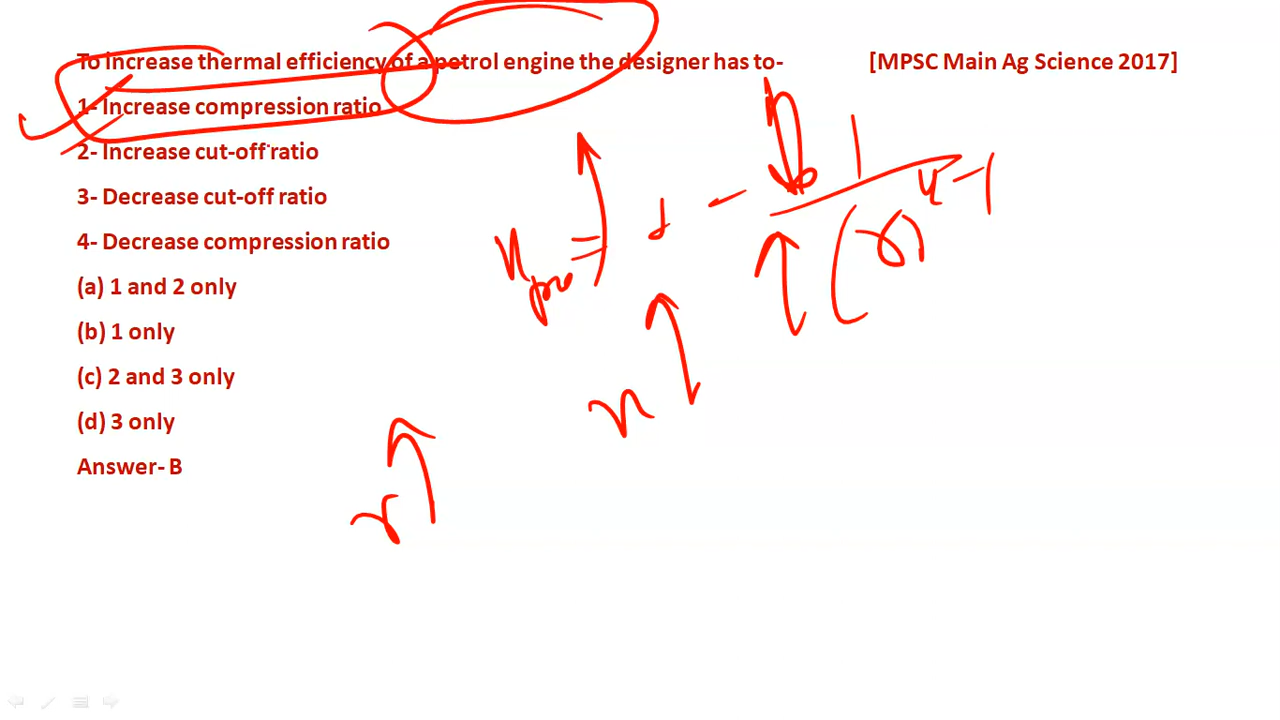 To increase thermal efficiency of a petrol engine the designer has to- [MPSC Main Ag Science 2017]
1- Increase compression ratio
2- Increase cut-off ratio
3- Decrease cut-off ratio
4- Decrease compression ratio
(a) 1 and 2 only
(b) 1 only
(c) 2 and 3 only
(d) 3 only
Answer- B